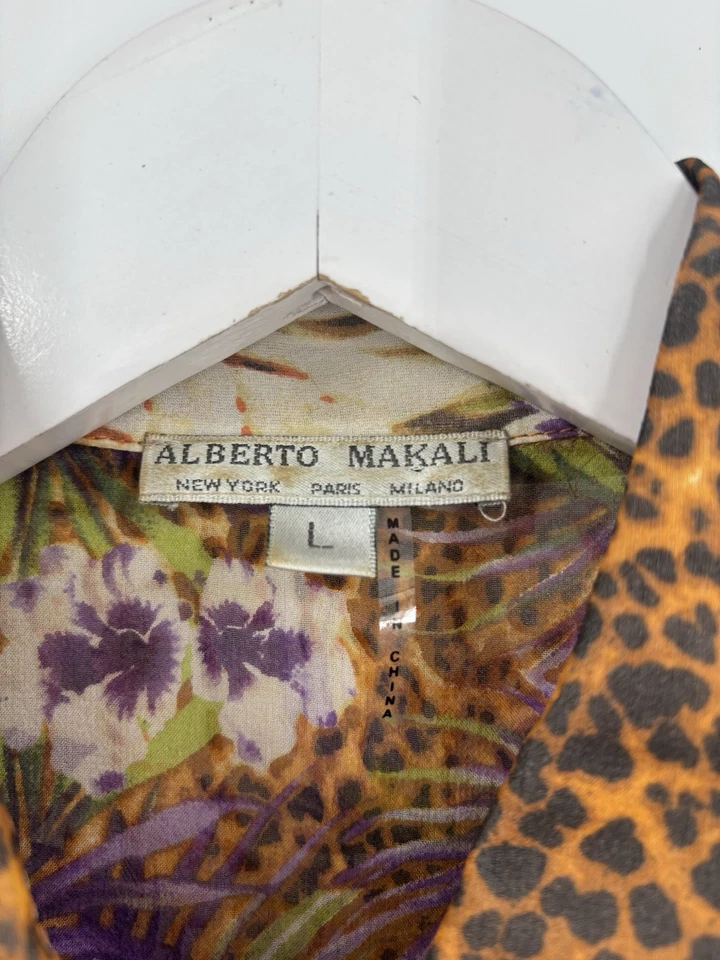 ALBERTO MAKALI
NEW YORK PARIS MILANO
L
MADE IN CHINA